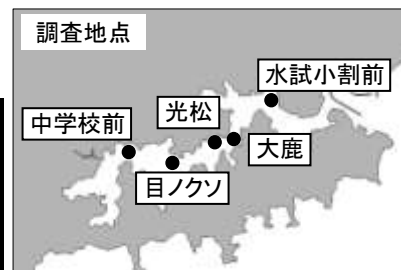 調査地点
水試小割前
光松
中学校前
大鹿
目ノクソ